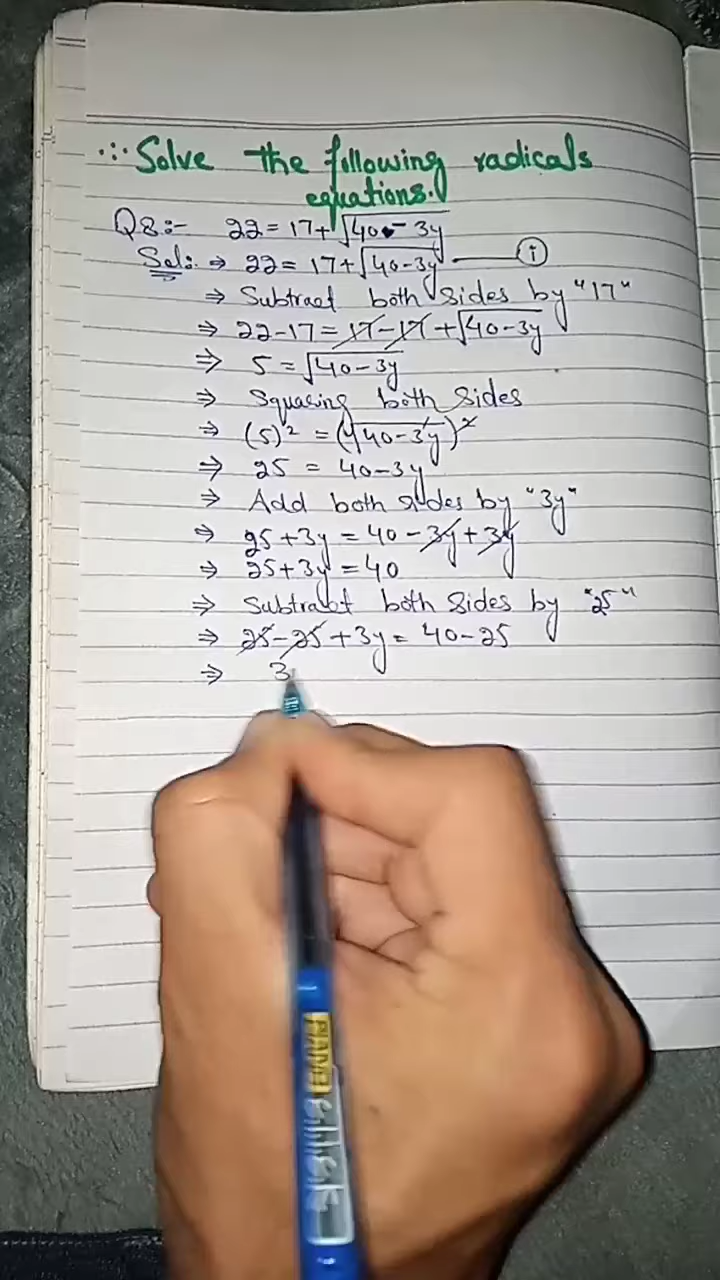 ∴ Solve the following radicals
equations.
Q8:- 22 = 17+√40-3y
Sol: ⇒ 22 = 17+√40-3y —— (i)
⇒ Subtract both sides by "17"
⇒ 22-17 = 17-17 +√40-3y
⇒ 5 = √40-3y
⇒ Squaring both sides
⇒ (5)² = (√40-3y)²
⇒ 25 = 40-3y
⇒ Add both sides by "3y"
⇒ 25+3y = 40-3y+3y
⇒ 25+3y = 40
⇒ Subtract both sides by "25"
⇒ 25-25+3y = 40-25
⇒ 3
PIANO